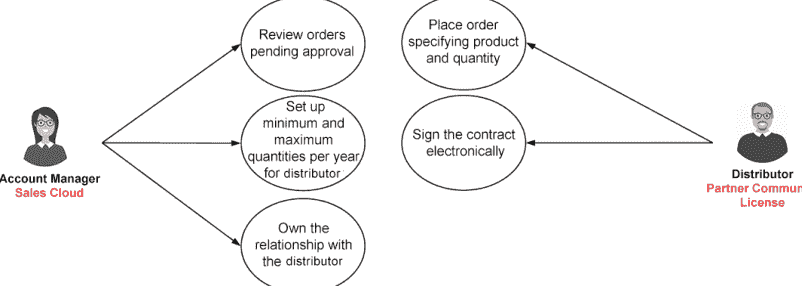 Review orders
pending approval
Place order
specifying product
and quantity
Set up
minimum and
maximum
quantities per year
for distributor
Sign the contract
electronically
Account Manager
Sales Cloud
Distributor
Partner Commun
License
Own the
relationship with
the distributor